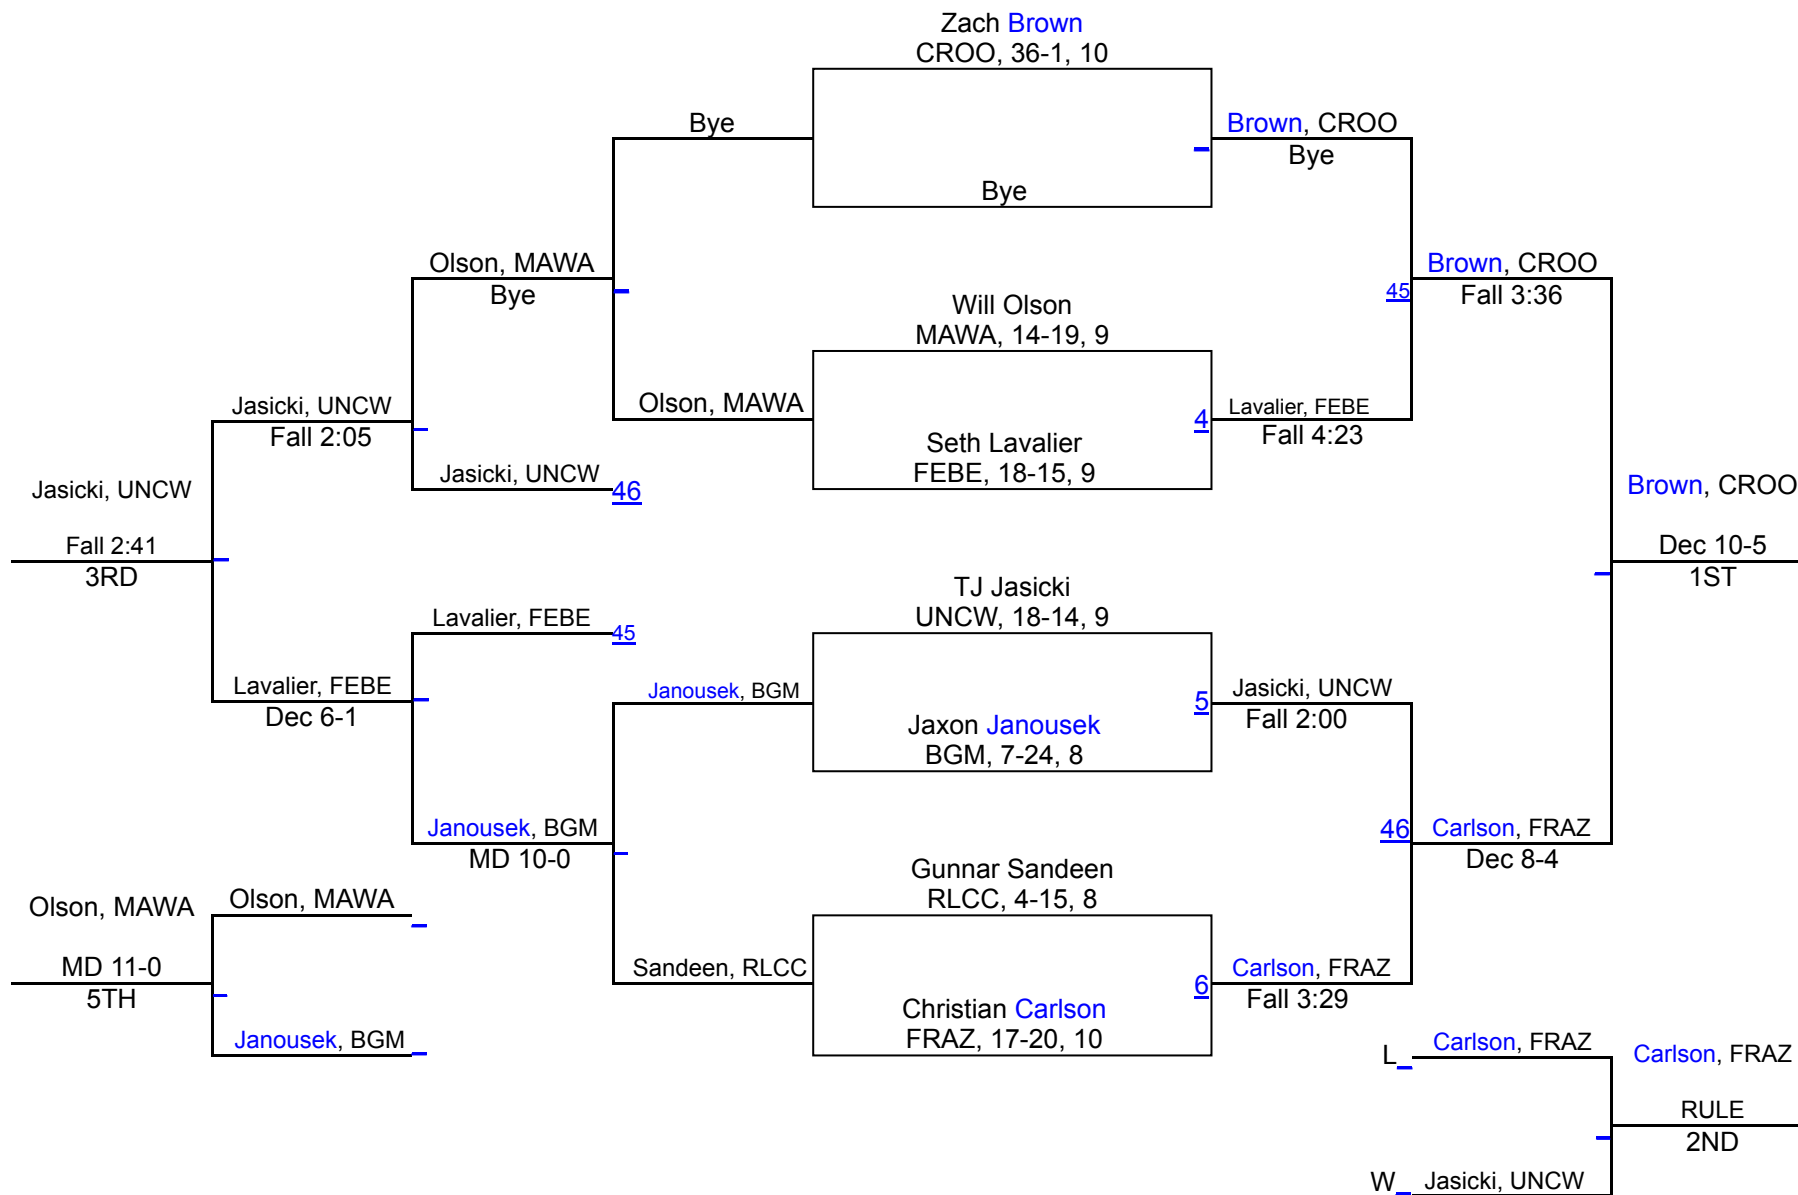 Zach Brown
CROO, 36-1, 10
Bye
Brown, CROO
Bye
Bye
Olson, MAWA
Bye
Brown, CROO
45
Fall 3:36
Will Olson
MAWA, 14-19, 9
Jasicki, UNCW
Fall 2:05
Olson, MAWA
4
Lavalier, FEBE
Fall 4:23
Seth Lavalier
FEBE, 18-15, 9
Jasicki, UNCW
46
Jasicki, UNCW
Fall 2:41
3RD
Brown, CROO
Dec 10-5
1ST
TJ Jasicki
UNCW, 18-14, 9
Lavalier, FEBE
45
Lavalier, FEBE
Dec 6-1
Janousek, BGM
5
Jasicki, UNCW
Fall 2:00
Jaxon Janousek
BGM, 7-24, 8
Janousek, BGM
MD 10-0
46
Carlson, FRAZ
Dec 8-4
Gunnar Sandeen
RLCC, 4-15, 8
Olson, MAWA
Olson, MAWA
MD 11-0
5TH
Sandeen, RLCC
6
Carlson, FRAZ
Fall 3:29
Christian Carlson
FRAZ, 17-20, 10
Janousek, BGM
L
Carlson, FRAZ
Carlson, FRAZ
RULE
2ND
W
Jasicki, UNCW